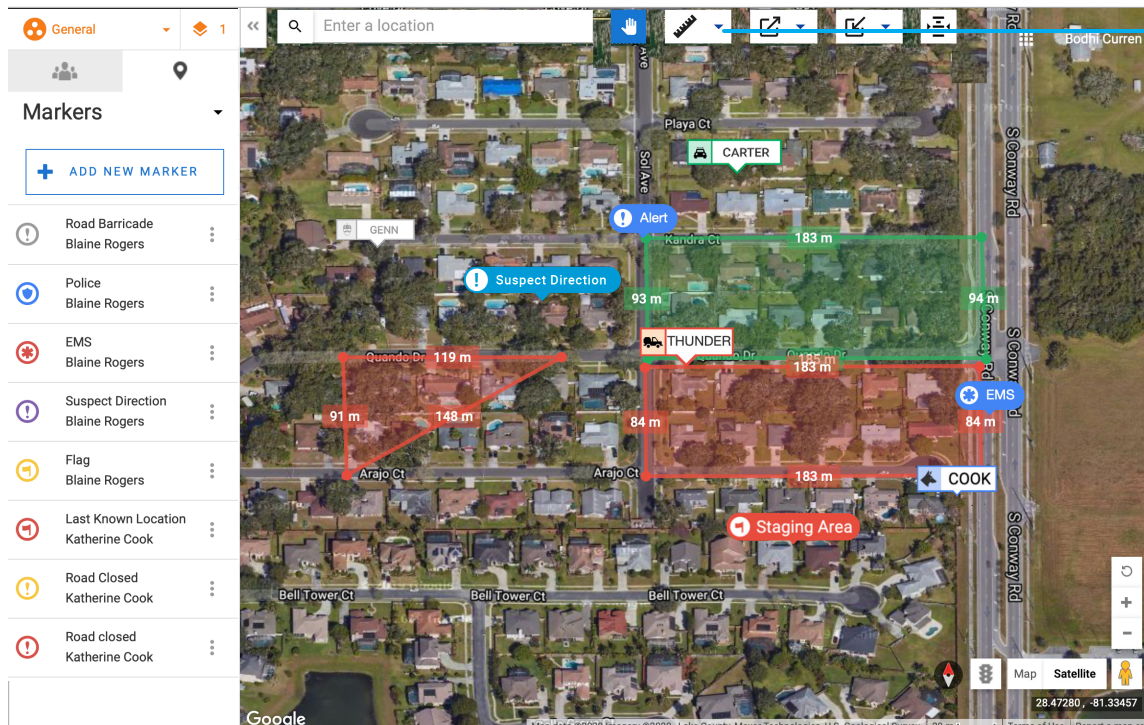 General
1
Enter a location
Bodhi Curren
Markers
ADD NEW MARKER
Road Barricade
Blaine Rogers
Police
Blaine Rogers
EMS
Blaine Rogers
Suspect Direction
Blaine Rogers
Flag
Blaine Rogers
Last Known Location
Katherine Cook
Road Closed
Katherine Cook
Road closed
Katherine Cook
Playa Ct
CARTER
Sol Ave
S Conway Rd
Alert
GENN
Kandra Ct
183 m
Suspect Direction
93 m
94 m
THUNDER
Quando Dr
119 m
Quando Dr
183 m
S Conway Rd
EMS
91 m
148 m
84 m
84 m
Arajo Ct
Arajo Ct
183 m
COOK
Staging Area
S Conway Rd
Bell Tower Ct
Bell Tower Ct
Bell Tower Ct
Map
Satellite
28.47280, -81.33457
Google